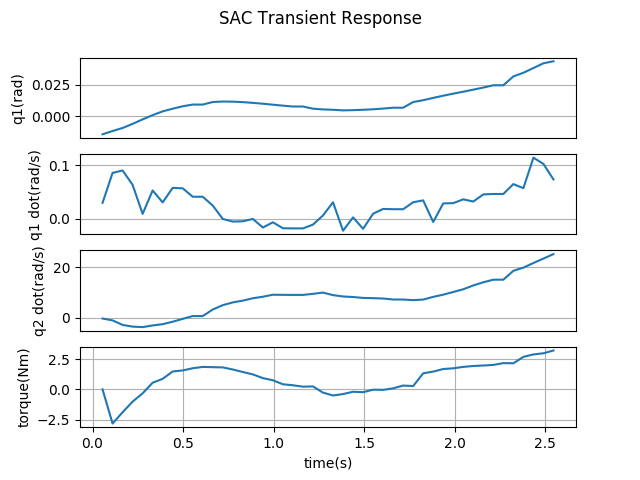 SAC Transient Response
q1(rad)
0.025
0.000
q1 dot(rad/s)
0.1
0.0
q2 dot(rad/s)
20
0
torque(Nm)
2.5
0.0
−2.5
0.0 0.5 1.0 1.5 2.0 2.5
time(s)